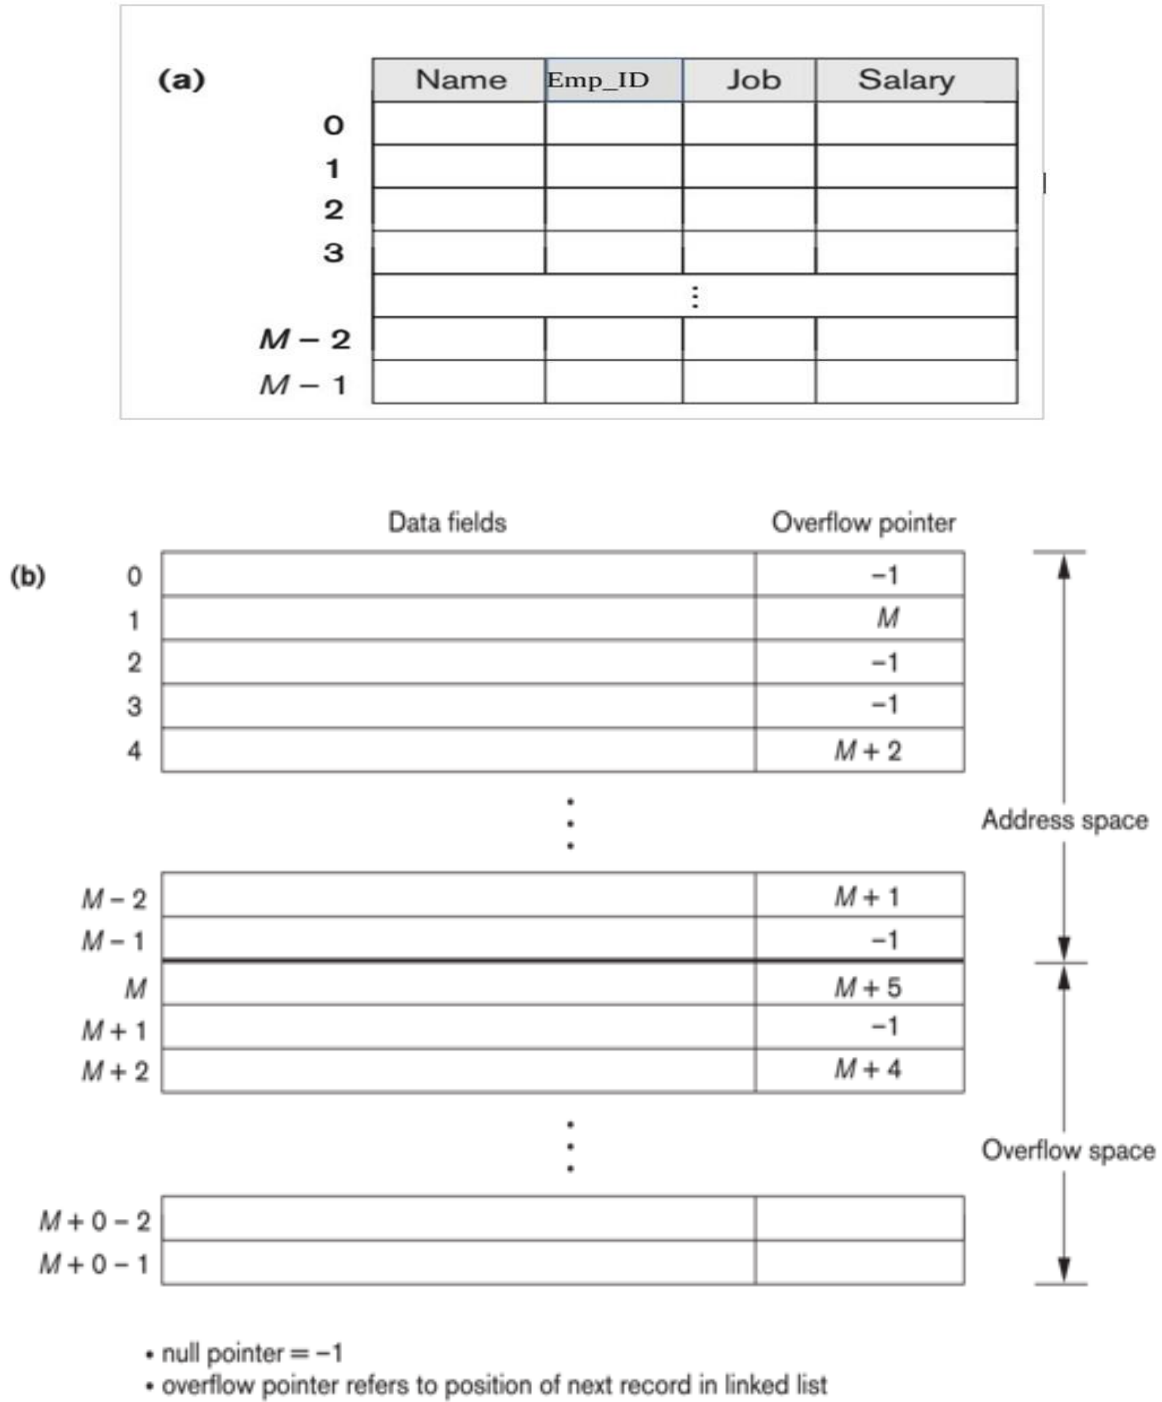 (a) Name Emp_ID Job Salary
0
1
2
3
⋮
M − 2
M − 1
Data fields Overflow pointer
(b) 0 −1
1 M
2 −1
3 −1
4 M + 2
Address space
M − 2 M + 1
M − 1 −1
M M + 5
M + 1 −1
M + 2 M + 4
Overflow space
M + 0 − 2
M + 0 − 1
• null pointer = −1
• overflow pointer refers to position of next record in linked list